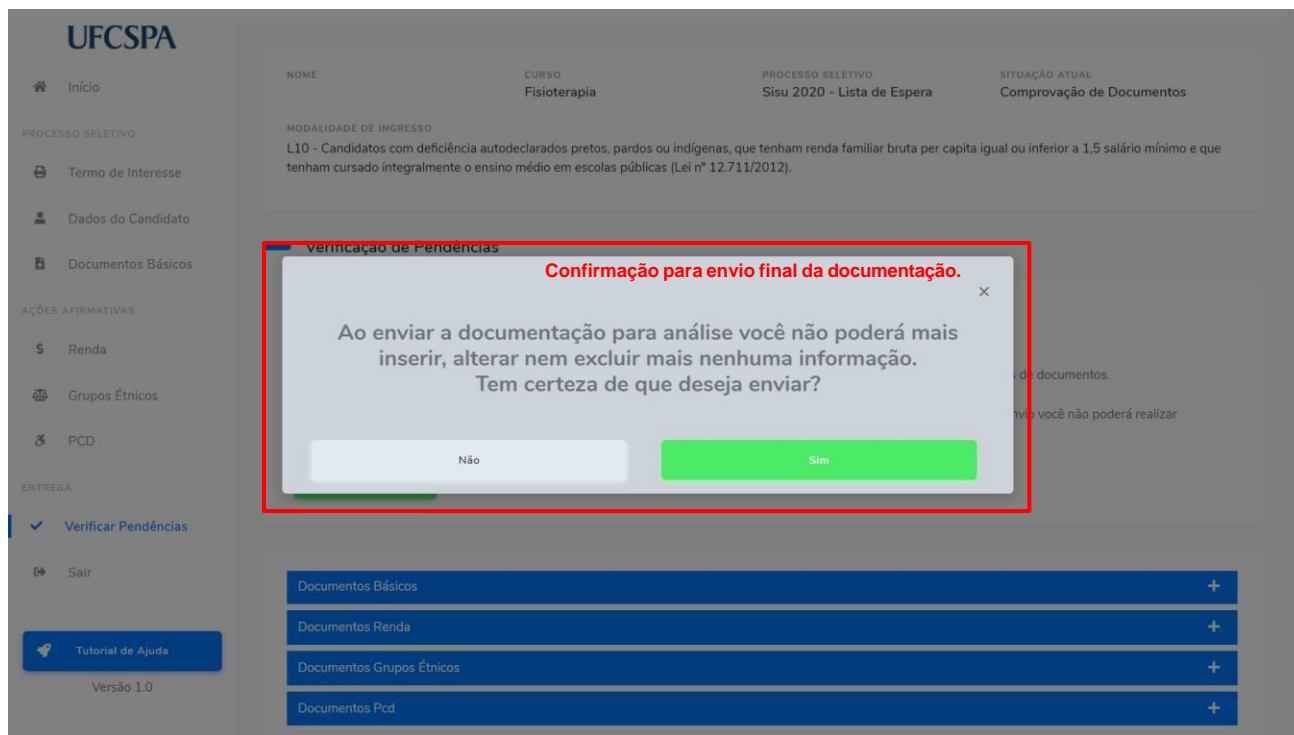 UFCSPA
Início
PROCESSO SELETIVO
Termo de Interesse
Dados do Candidato
Documentos Básicos
AÇÕES AFIRMATIVAS
Renda
Grupos Étnicos
PCD
ENTREGA
Verificar Pendências
Sair
Tutorial de Ajuda
Versão 1.0
NOME
CURSO
Fisioterapia
PROCESSO SELETIVO
Sisu 2020 - Lista de Espera
SITUAÇÃO ATUAL
Comprovação de Documentos
MODALIDADE DE INGRESSO
L10 - Candidatos com deficiência autodeclarados pretos, pardos ou indígenas, que tenham renda familiar bruta per capita igual ou inferior a 1,5 salário mínimo e que
tenham cursado integralmente o ensino médio em escolas públicas (Lei nº 12.711/2012).
Verificação de Pendências
Confirmação para envio final da documentação.
×
Ao enviar a documentação para análise você não poderá mais
inserir, alterar nem excluir mais nenhuma informação.
Tem certeza de que deseja enviar?
Não
Sim
de documentos.
você não poderá realizar
Documentos Básicos +
Documentos Renda +
Documentos Grupos Étnicos +
Documentos Pcd +